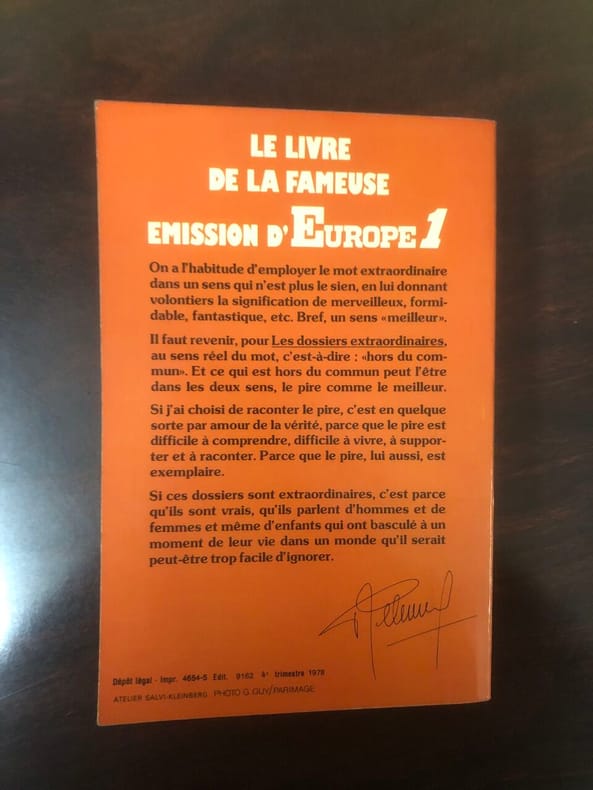 LE LIVRE
DE LA FAMEUSE
EMISSION D'EUROPE 1
On a l'habitude d'employer le mot extraordinaire
dans un sens qui n'est plus le sien, en lui donnant
volontiers la signification de merveilleux, formi-
dable, fantastique, etc. Bref, un sens «meilleur».
Il faut revenir, pour Les dossiers extraordinaires,
au sens réel du mot, c'est-à-dire : «hors du com-
mun». Et ce qui est hors du commun peut l'être
dans les deux sens, le pire comme le meilleur.
Si j'ai choisi de raconter le pire, c'est en quelque
sorte par amour de la vérité, parce que le pire est
difficile à comprendre, difficile à vivre, à suppor-
ter et à raconter. Parce que le pire, lui aussi, est
exemplaire.
Si ces dossiers sont extraordinaires, c'est parce
qu'ils sont vrais, qu'ils parlent d'hommes et de
femmes et même d'enfants qui ont basculé à un
moment de leur vie dans un monde qu'il serait
peut-être trop facile d'ignorer.
Dépôt légal - Impr. 4654-5 Edit. 9162 4e trimestre 1976
ATELIER SALVI-KLEINBERG PHOTO G. GUY/PARIMAGE